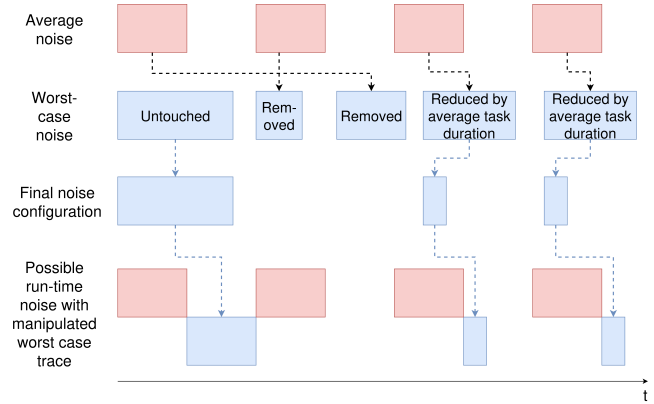 Average
noise
Worst-
case
noise
Untouched
Rem-
oved
Removed
Reduced by
average task
duration
Reduced by
average task
duration
Final noise
configuration
Possible
run-time
noise with
manipulated
worst case
trace
t